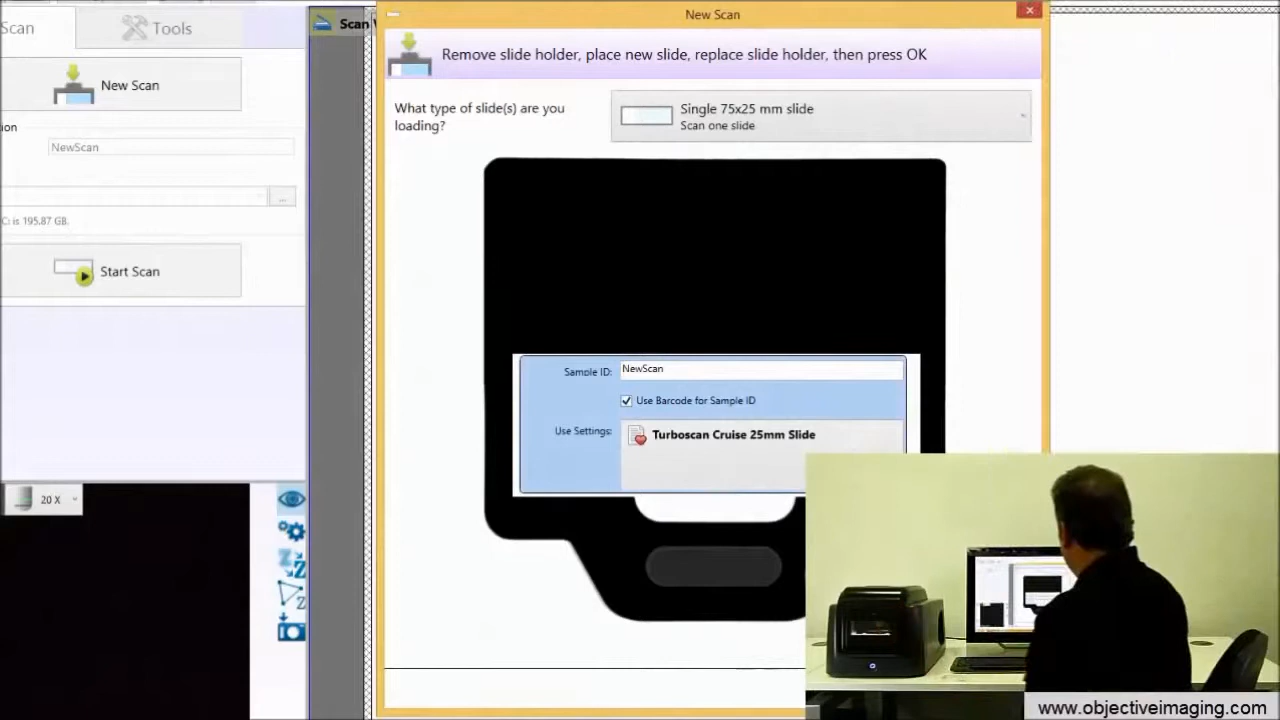 Scan
Tools
New Scan
ion
NewScan
...
C: is 195.87 GB.
Start Scan
20 X
Scan
New Scan
Remove slide holder, place new slide, replace slide holder, then press OK
What type of slide(s) are you
loading?
Single 75x25 mm slide
Scan one slide
Sample ID:
NewScan
Use Barcode for Sample ID
Use Settings:
Turboscan Cruise 25mm Slide
www.objectiveimaging.com